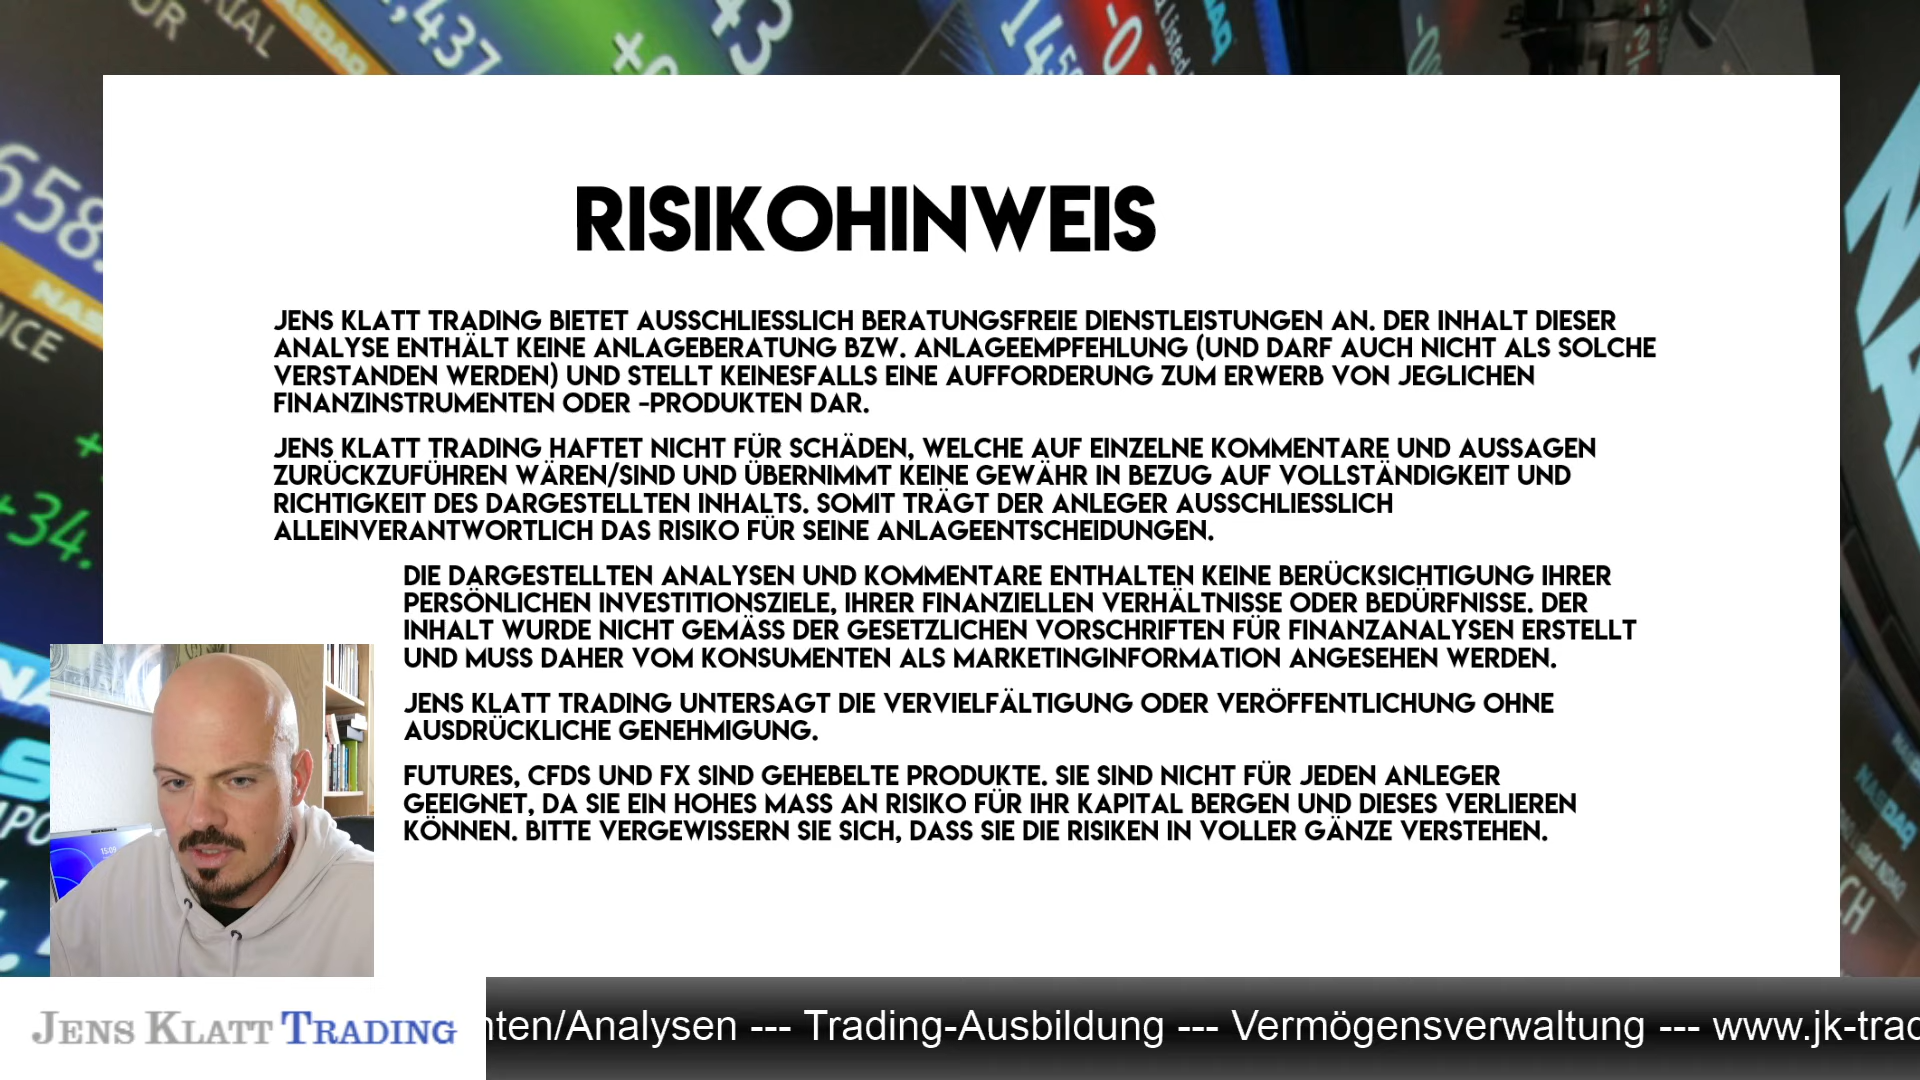 RISIKOHINWEIS
JENS KLATT TRADING BIETET AUSSCHLIESSLICH BERATUNGSFREIE DIENSTLEISTUNGEN AN. DER INHALT DIESER
ANALYSE ENTHÄLT KEINE ANLAGEBERATUNG BZW. ANLAGEEMPFEHLUNG (UND DARF AUCH NICHT ALS SOLCHE
VERSTANDEN WERDEN) UND STELLT KEINESFALLS EINE AUFFORDERUNG ZUM ERWERB VON JEGLICHEN
FINANZINSTRUMENTEN ODER -PRODUKTEN DAR.
JENS KLATT TRADING HAFTET NICHT FÜR SCHÄDEN, WELCHE AUF EINZELNE KOMMENTARE UND AUSSAGEN
ZURÜCKZUFÜHREN WÄREN/SIND UND ÜBERNIMMT KEINE GEWÄHR IN BEZUG AUF VOLLSTÄNDIGKEIT UND
RICHTIGKEIT DES DARGESTELLTEN INHALTS. SOMIT TRÄGT DER ANLEGER AUSSCHLIESSLICH
ALLEINVERANTWORTLICH DAS RISIKO FÜR SEINE ANLAGEENTSCHEIDUNGEN.
DIE DARGESTELLTEN ANALYSEN UND KOMMENTARE ENTHALTEN KEINE BERÜCKSICHTIGUNG IHRER
PERSÖNLICHEN INVESTITIONSZIELE, IHRER FINANZIELLEN VERHÄLTNISSE ODER BEDÜRFNISSE. DER
INHALT WURDE NICHT GEMÄSS DER GESETZLICHEN VORSCHRIFTEN FÜR FINANZANALYSEN ERSTELLT
UND MUSS DAHER VOM KONSUMENTEN ALS MARKETINGINFORMATION ANGESEHEN WERDEN.
JENS KLATT TRADING UNTERSAGT DIE VERVIELFÄLTIGUNG ODER VERÖFFENTLICHUNG OHNE
AUSDRÜCKLICHE GENEHMIGUNG.
FUTURES, CFDS UND FX SIND GEHEBELTE PRODUKTE. SIE SIND NICHT FÜR JEDEN ANLEGER
GEEIGNET, DA SIE EIN HOHES MASS AN RISIKO FÜR IHR KAPITAL BERGEN UND DIESES VERLIEREN
KÖNNEN. BITTE VERGEWISSERN SIE SICH, DASS SIE DIE RISIKEN IN VOLLER GÄNZE VERSTEHEN.
JENS KLATT TRADING
nten/Analysen --- Trading-Ausbildung --- Vermögensverwaltung --- www.jk-trad